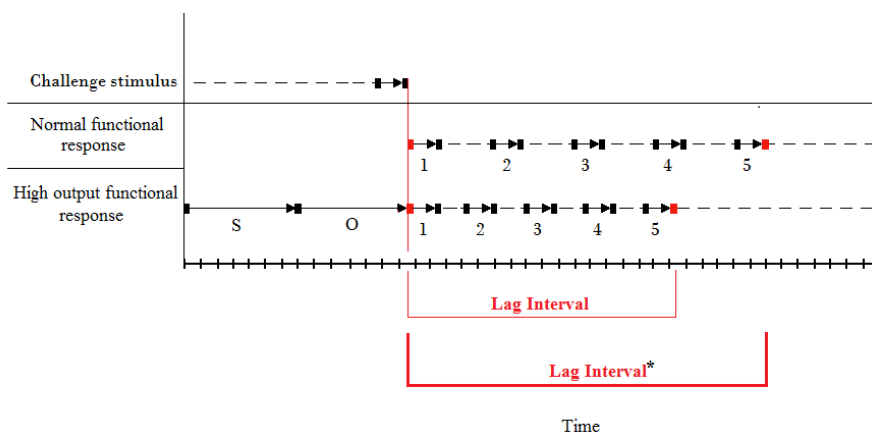 Challenge stimulus
Normal functional
response
1 2 3 4 5
High output functional
response
S O 1 2 3 4 5
Lag Interval
Lag Interval*
Time